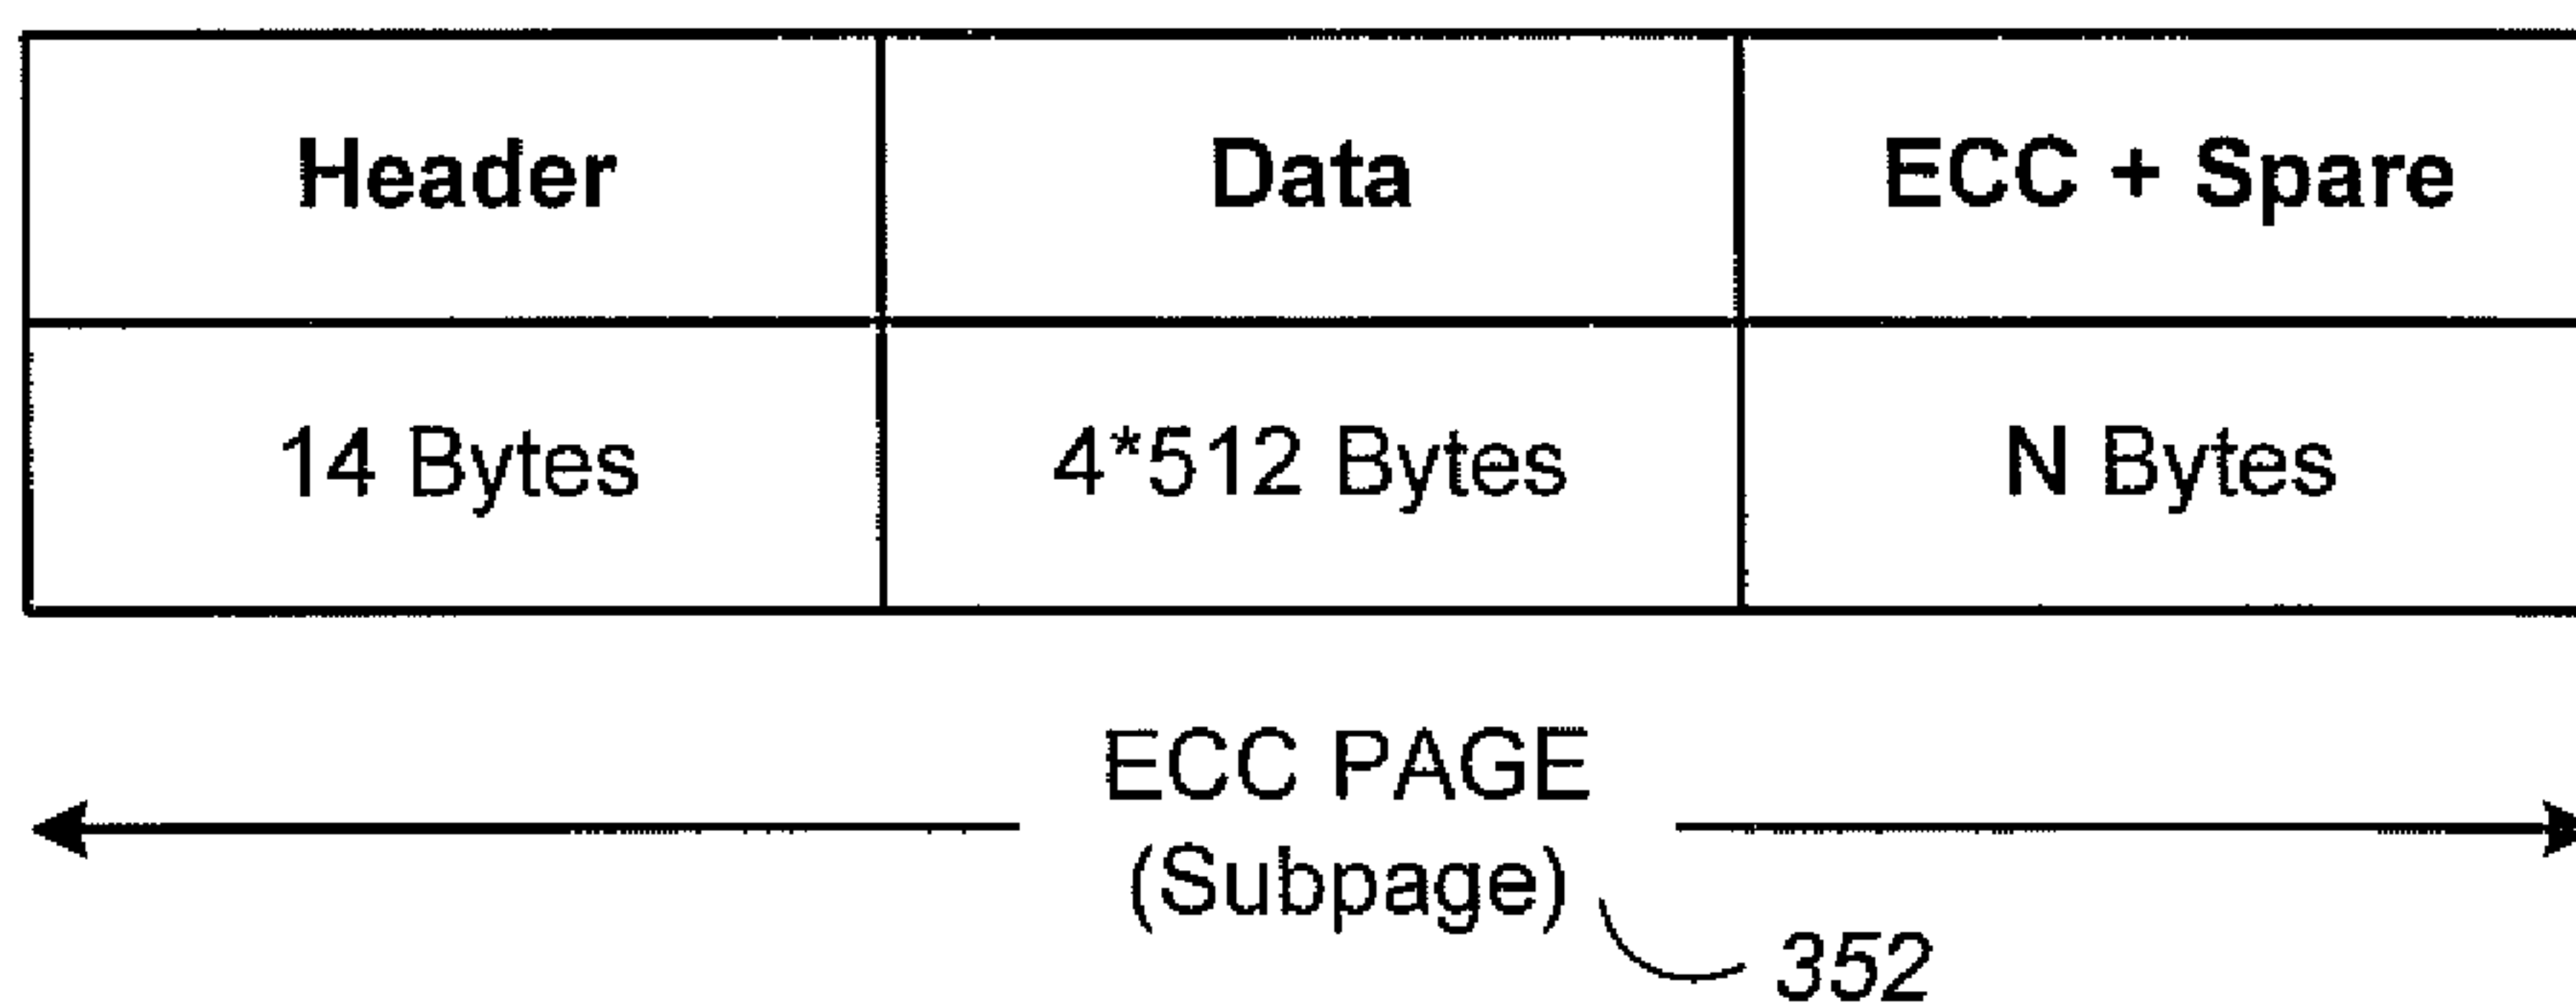 Header Data ECC + Spare
14 Bytes 4*512 Bytes N Bytes
ECC PAGE
(Subpage)
352